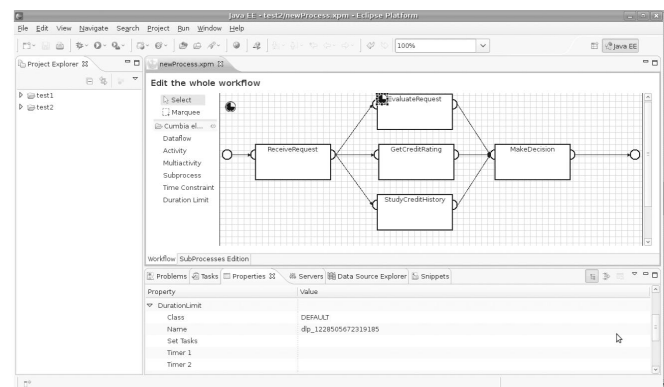 Java EE - test2/newProcess.xpm - Eclipse Platform
File Edit View Navigate Search Project Run Window Help
100%
Java EE
Project Explorer
newProcess.xpm
test1
test2
Edit the whole workflow
Select
Marquee
Cumbia el...
Dataflow
Activity
Multiactivity
Subprocess
Time Constraint
Duration Limit
EvaluateRequest
ReceiveRequest
GetCreditRating
MakeDecision
StudyCreditHistory
Workflow SubProcesses Edition
Problems Tasks Properties Servers Data Source Explorer Snippets
Property Value
DurationLimit
Class DEFAULT
Name dlp_1228505672319185
Set Tasks
Timer 1
Timer 2